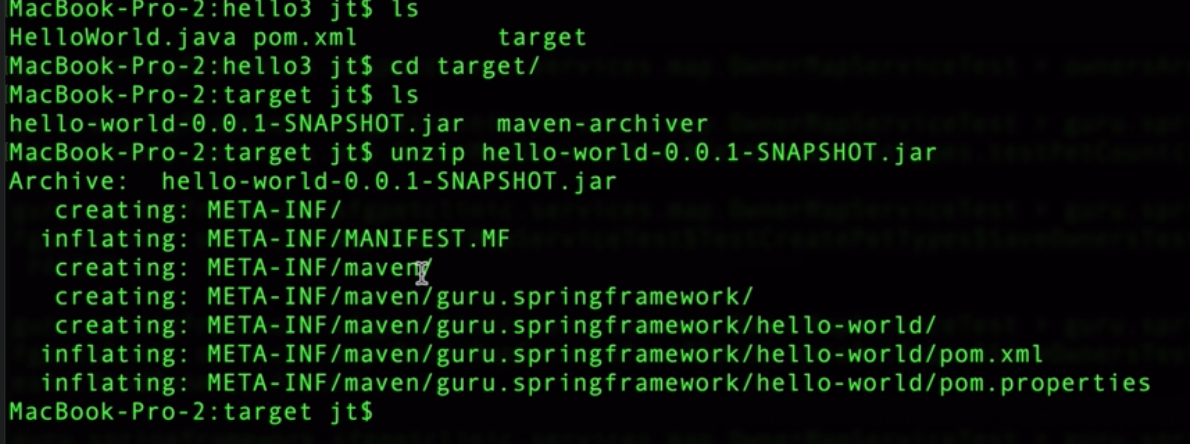 MacBook-Pro-2:hello3 jt$ ls
HelloWorld.java pom.xml         target
MacBook-Pro-2:hello3 jt$ cd target/
MacBook-Pro-2:target jt$ ls
hello-world-0.0.1-SNAPSHOT.jar  maven-archiver
MacBook-Pro-2:target jt$ unzip hello-world-0.0.1-SNAPSHOT.jar
Archive:  hello-world-0.0.1-SNAPSHOT.jar
   creating: META-INF/
  inflating: META-INF/MANIFEST.MF
   creating: META-INF/maven/
   creating: META-INF/maven/guru.springframework/
   creating: META-INF/maven/guru.springframework/hello-world/
  inflating: META-INF/maven/guru.springframework/hello-world/pom.xml
  inflating: META-INF/maven/guru.springframework/hello-world/pom.properties
MacBook-Pro-2:target jt$